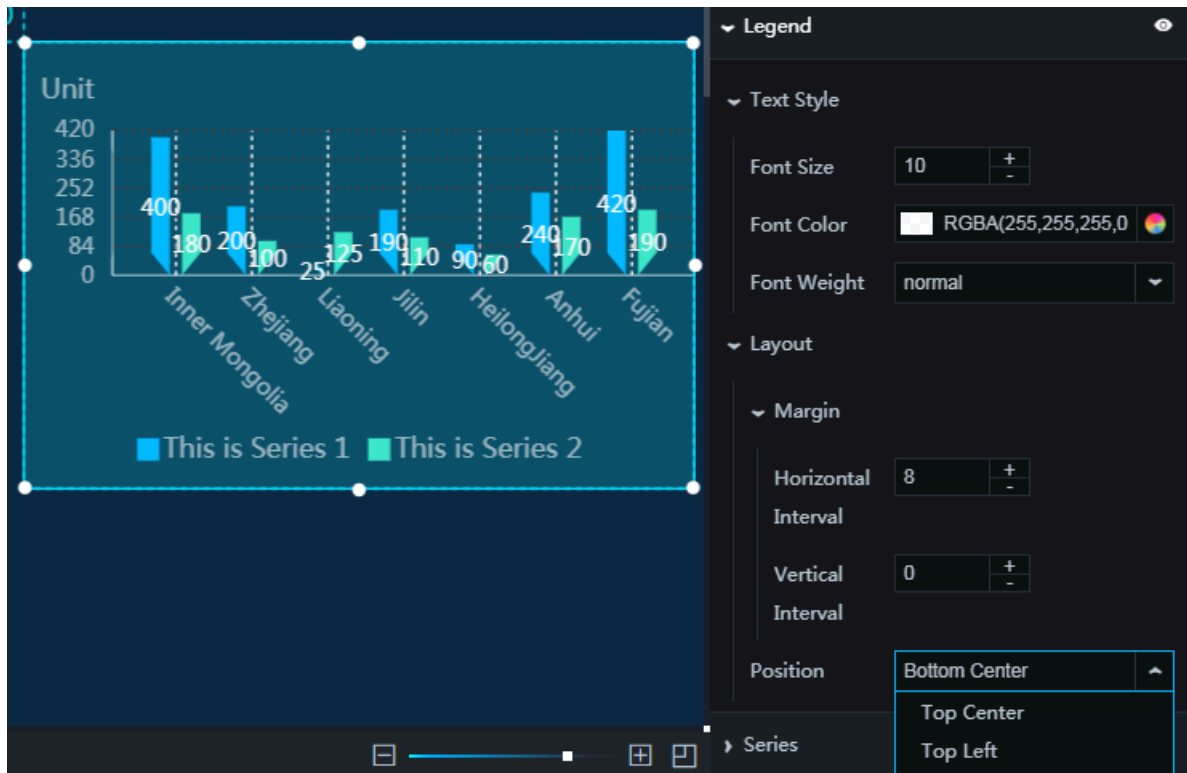 Unit
420
336
252
168
84
0
400
180
200
100
25
125
190
110
90
60
240
170
420
190
Inner Mongolia
Zhejiang
Liaoning
Jilin
HeilongJiang
Anhui
Fujian
This is Series 1
This is Series 2
Legend
Text Style
Font Size
10
+
-
Font Color
RGBA(255,255,255,0
Font Weight
normal
Layout
Margin
Horizontal
Interval
8
+
-
Vertical
Interval
0
+
-
Position
Bottom Center
Top Center
Top Left
Series